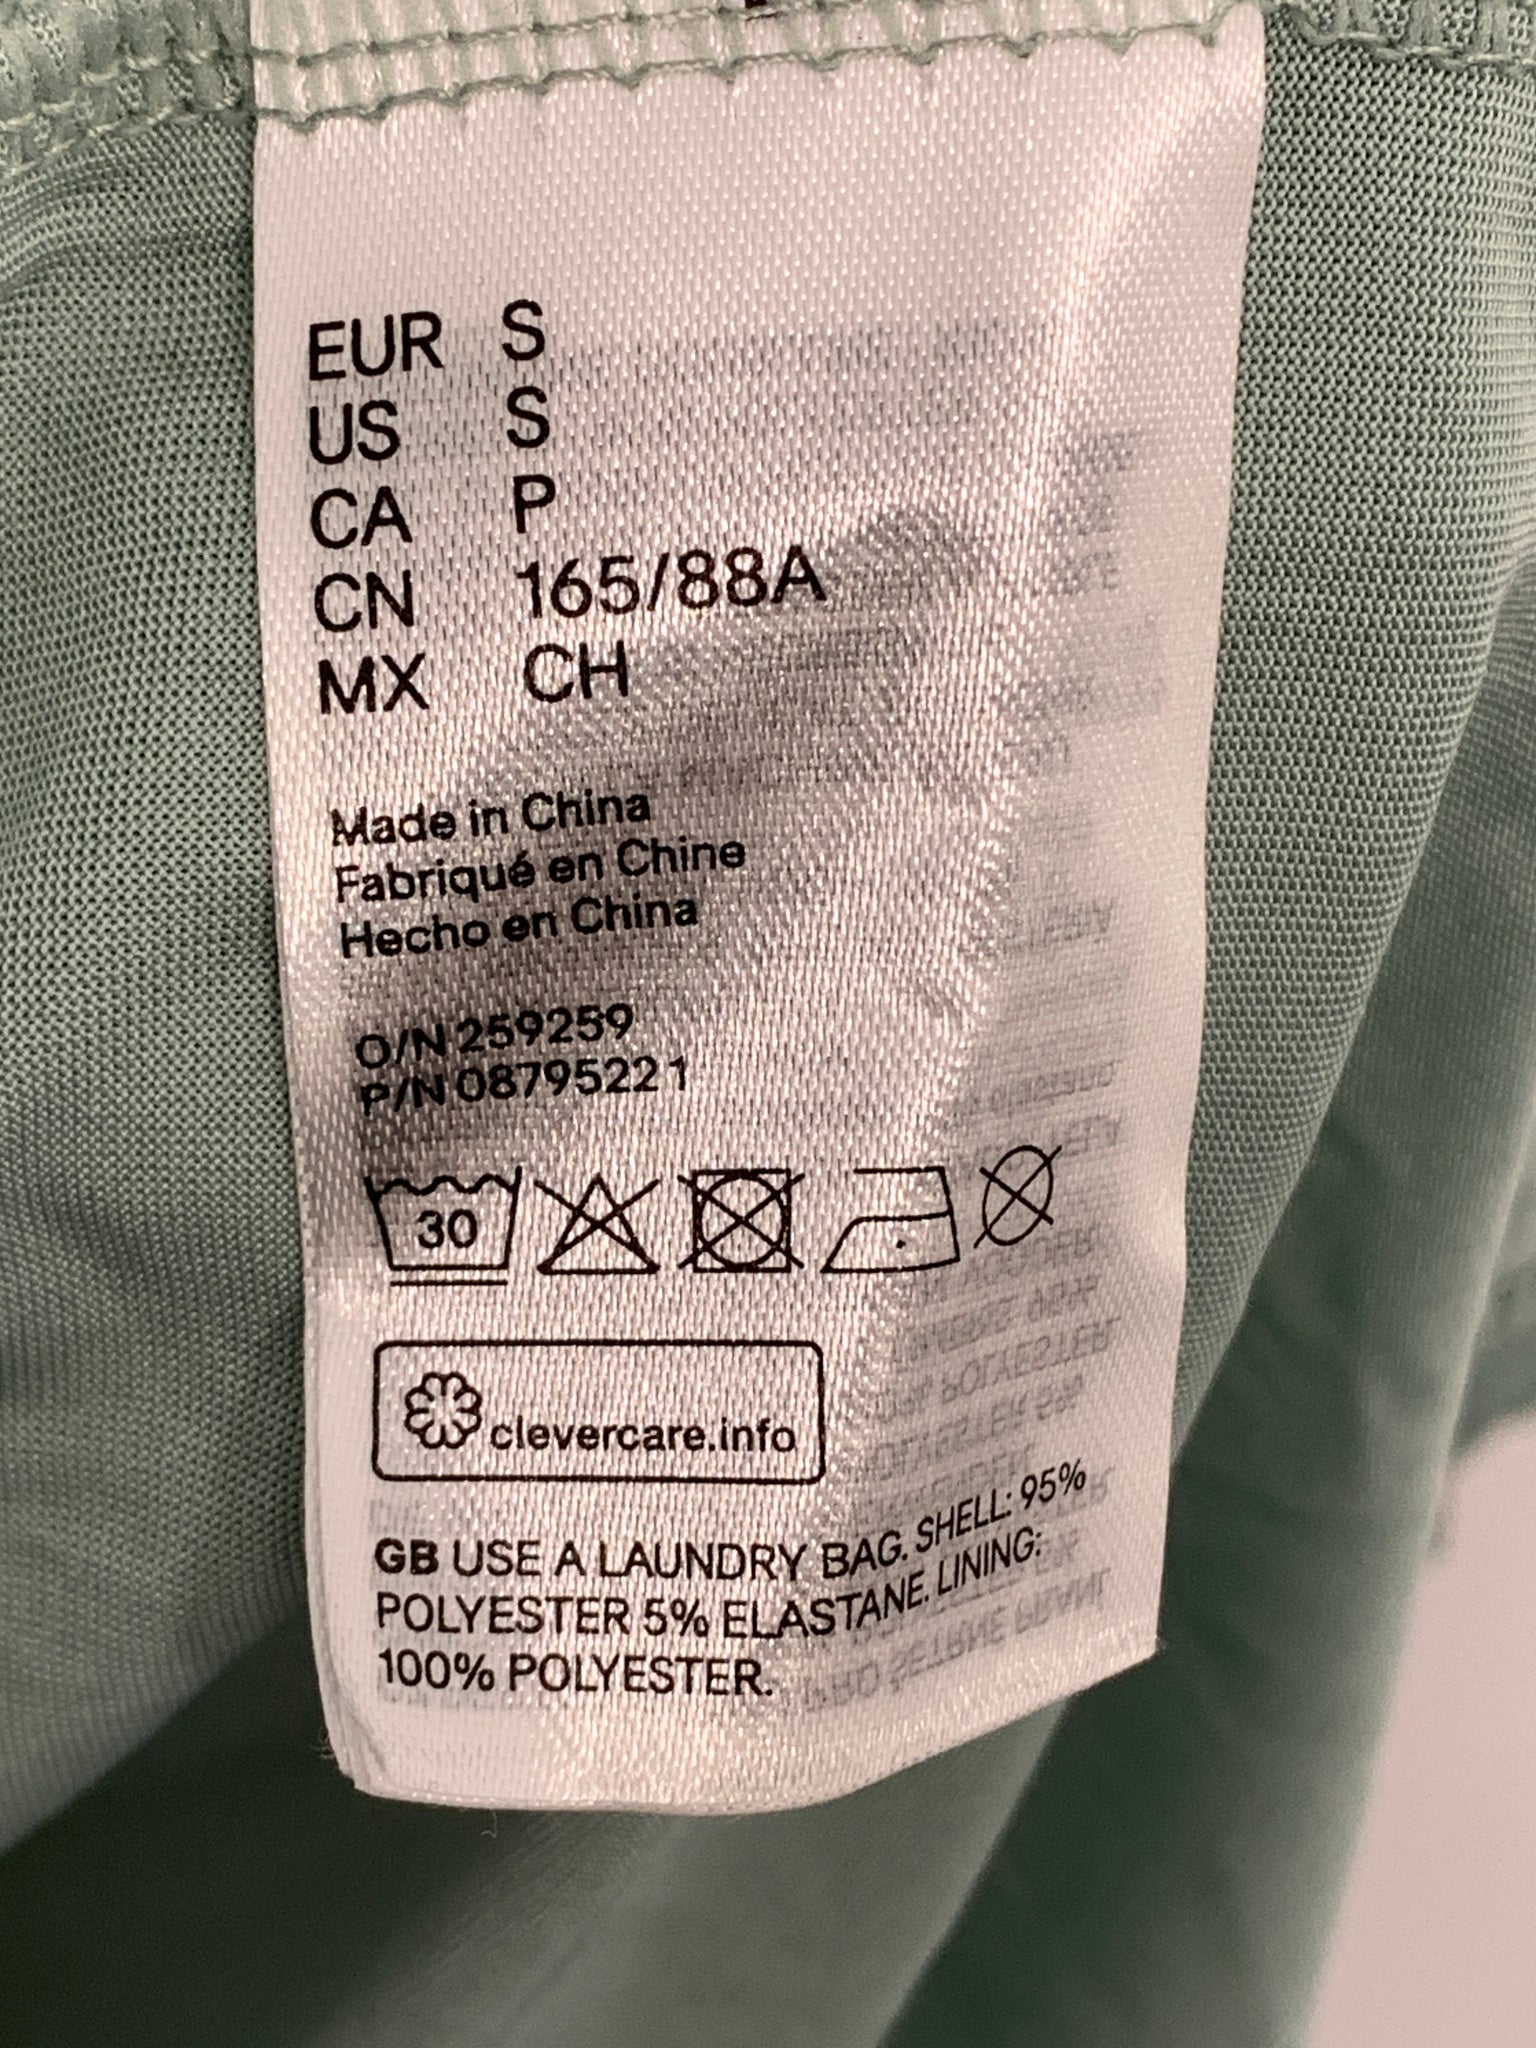 EUR S
US S
CA P
CN 165/88A
MX CH
Made in China
Fabriqué en Chine
Hecho en China
O/N 259259
P/N 08795221
30
clevercare.info
GB USE A LAUNDRY BAG. SHELL: 95%
POLYESTER 5% ELASTANE. LINING:
100% POLYESTER.